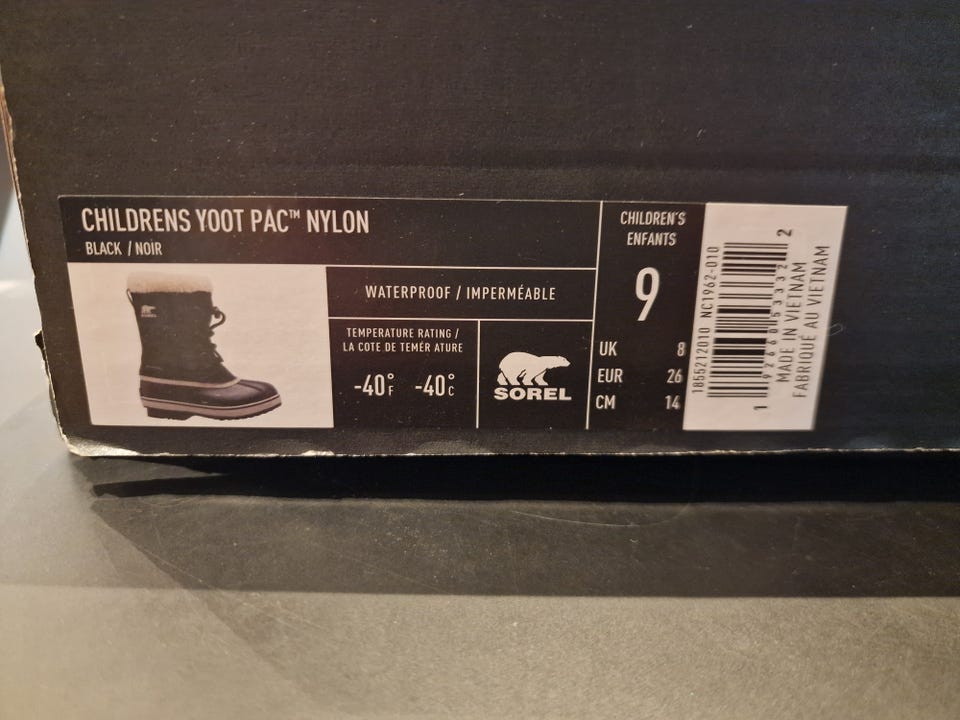 CHILDRENS YOOT PAC™ NYLON
BLACK / NOIR
SOREL
WATERPROOF / IMPERMÉABLE
TEMPERATURE RATING /
LA COTE DE TEMÉR ATURE
-40°F -40°C
SOREL
CHILDREN'S
ENFANTS
9
UK 8
EUR 26
CM 14
1855212010 NC1962-010
MADE IN VIETNAM
FABRIQUÉ AU VIETNAM